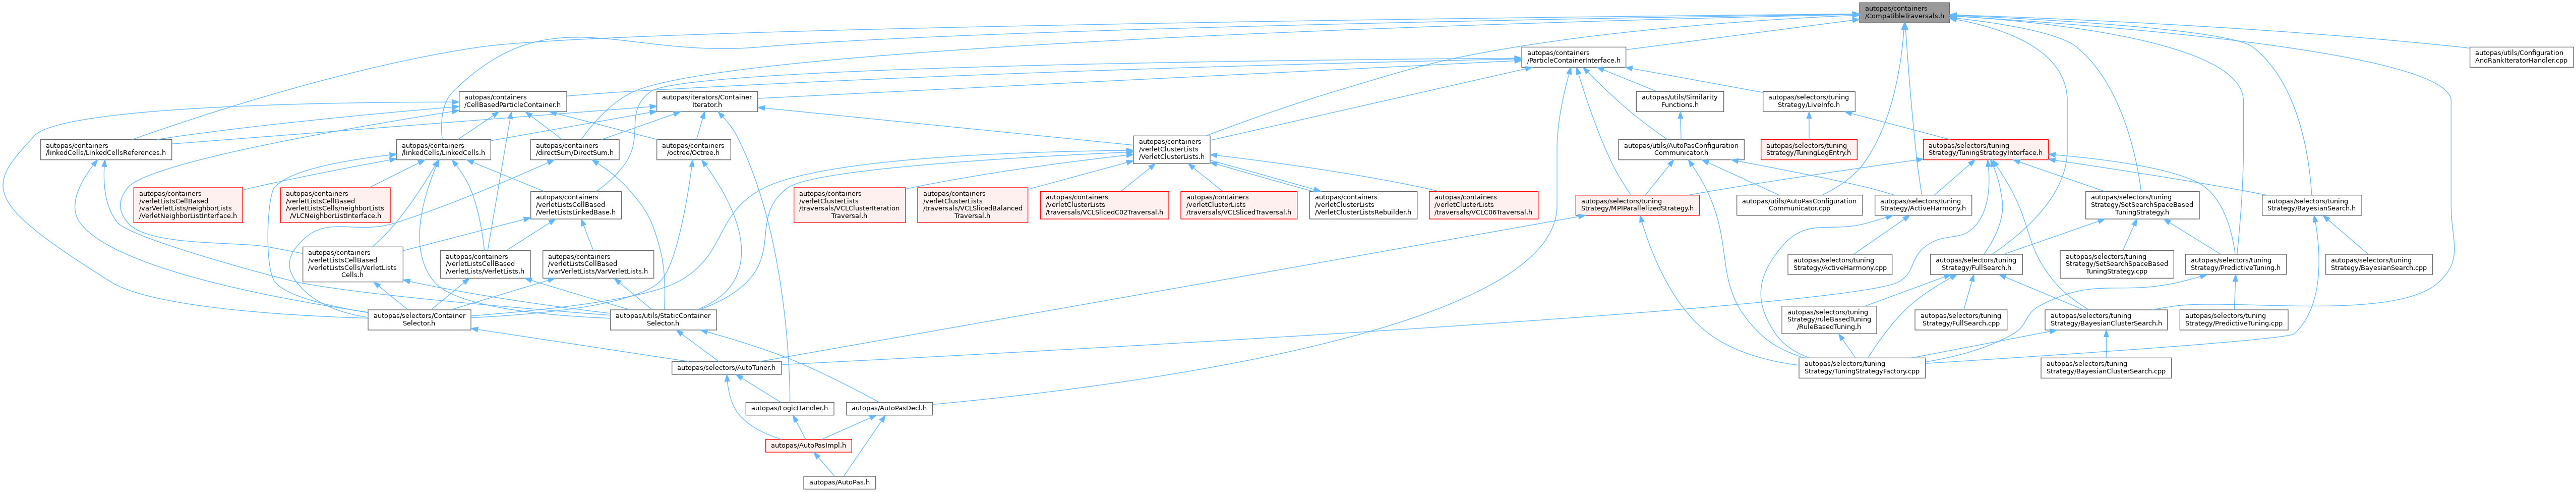 autopas/containers
/CompatibleTraversals.h
autopas/containers
/ParticleContainerInterface.h
autopas/utils/Configuration
AndRankIteratorHandler.cpp
autopas/containers
/CellBasedParticleContainer.h
autopas/iterators/Container
Iterator.h
autopas/utils/Similarity
Functions.h
autopas/selectors/tuning
Strategy/LiveInfo.h
autopas/containers
/linkedCells/LinkedCellsReferences.h
autopas/containers
/linkedCells/LinkedCells.h
autopas/containers
/directSum/DirectSum.h
autopas/containers
/octree/Octree.h
autopas/containers
/verletClusterLists
/VerletClusterLists.h
autopas/utils/AutoPasConfiguration
Communicator.h
autopas/selectors/tuning
Strategy/TuningLogEntry.h
autopas/selectors/tuning
Strategy/TuningStrategyInterface.h
autopas/containers
/verletListsCellBased
/varVerletLists/neighborLists
/VerletNeighborListInterface.h
autopas/containers
/verletListsCellBased
/verletListsCells/neighborLists
/VLCNeighborListInterface.h
autopas/containers
/verletListsCellBased
/VerletListsLinkedBase.h
autopas/containers
/verletClusterLists
/traversals/VCLClusterIteration
Traversal.h
autopas/containers
/verletClusterLists
/traversals/VCLSlicedBalanced
Traversal.h
autopas/containers
/verletClusterLists
/traversals/VCLSlicedC02Traversal.h
autopas/containers
/verletClusterLists
/traversals/VCLSlicedTraversal.h
autopas/containers
/verletClusterLists
/VerletClusterListsRebuilder.h
autopas/containers
/verletClusterLists
/traversals/VCLC06Traversal.h
autopas/selectors/tuning
Strategy/MPIParallelizedStrategy.h
autopas/utils/AutoPasConfiguration
Communicator.cpp
autopas/selectors/tuning
Strategy/ActiveHarmony.h
autopas/selectors/tuning
Strategy/SetSearchSpaceBased
TuningStrategy.h
autopas/selectors/tuning
Strategy/BayesianSearch.h
autopas/containers
/verletListsCellBased
/verletListsCells/VerletLists
Cells.h
autopas/containers
/verletListsCellBased
/verletLists/VerletLists.h
autopas/containers
/verletListsCellBased
/varVerletLists/VarVerletLists.h
autopas/selectors/tuning
Strategy/ActiveHarmony.cpp
autopas/selectors/tuning
Strategy/FullSearch.h
autopas/selectors/tuning
Strategy/SetSearchSpaceBased
TuningStrategy.cpp
autopas/selectors/tuning
Strategy/PredictiveTuning.h
autopas/selectors/tuning
Strategy/BayesianSearch.cpp
autopas/selectors/Container
Selector.h
autopas/utils/StaticContainer
Selector.h
autopas/selectors/tuning
Strategy/ruleBasedTuning
/RuleBasedTuning.h
autopas/selectors/tuning
Strategy/FullSearch.cpp
autopas/selectors/tuning
Strategy/BayesianClusterSearch.h
autopas/selectors/tuning
Strategy/PredictiveTuning.cpp
autopas/selectors/AutoTuner.h
autopas/selectors/tuning
Strategy/TuningStrategyFactory.cpp
autopas/selectors/tuning
Strategy/BayesianClusterSearch.cpp
autopas/LogicHandler.h
autopas/AutoPasDecl.h
autopas/AutoPasImpl.h
autopas/AutoPas.h